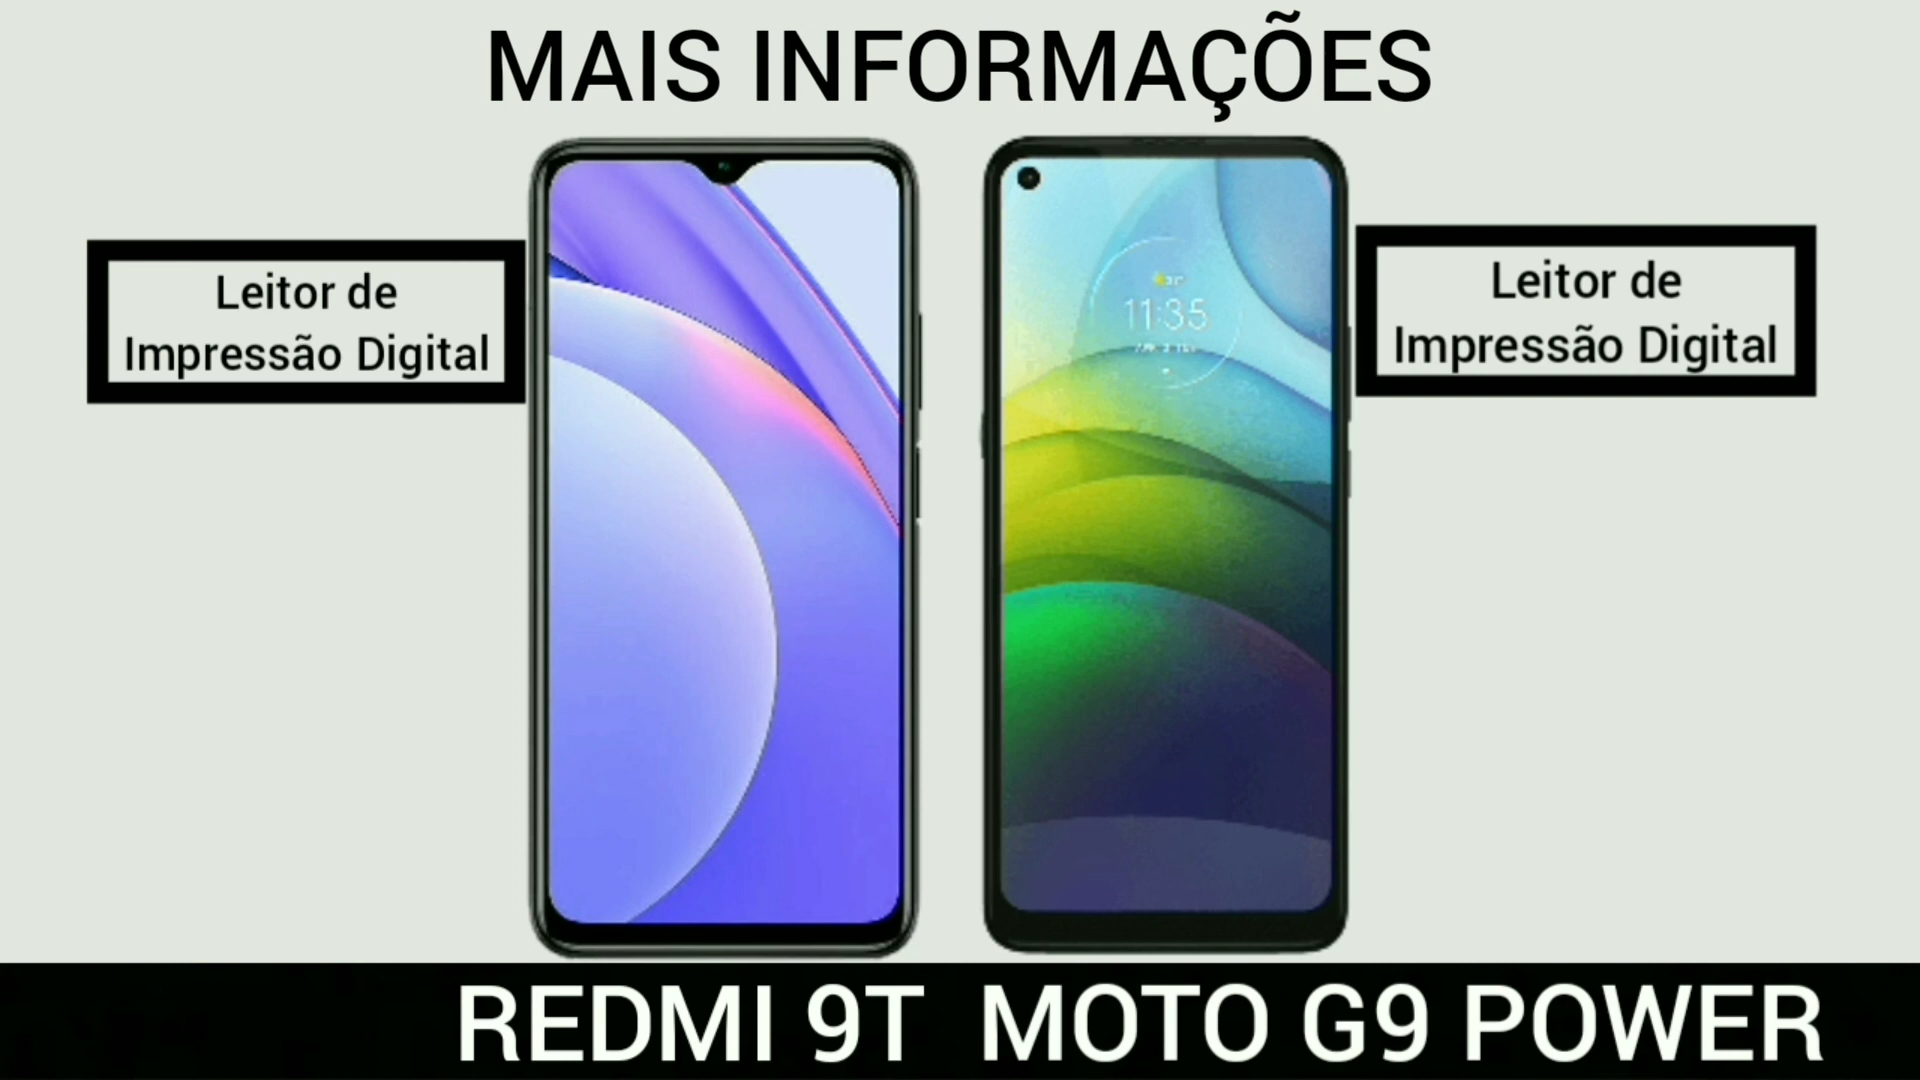 MAIS INFORMAÇÕES
Leitor de
Impressão Digital
11:35
Leitor de
Impressão Digital
REDMI 9T MOTO G9 POWER